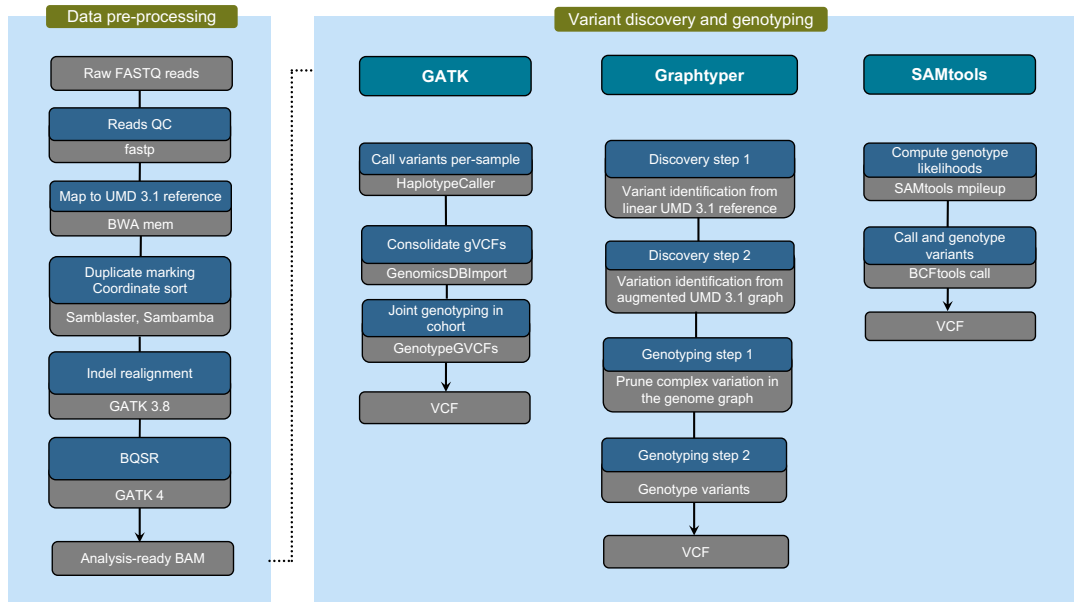 Data pre-processing
Raw FASTQ reads
Reads QC
fastp
Map to UMD 3.1 reference
BWA mem
Duplicate marking
Coordinate sort
Samblaster, Sambamba
Indel realignment
GATK 3.8
BQSR
GATK 4
Analysis-ready BAM
Variant discovery and genotyping
GATK
Call variants per-sample
HaplotypeCaller
Consolidate gVCFs
GenomicsDBImport
Joint genotyping in
cohort
GenotypeGVCFs
VCF
Graphtyper
Discovery step 1
Variant identification from
linear UMD 3.1 reference
Discovery step 2
Variation identification from
augmented UMD 3.1 graph
Genotyping step 1
Prune complex variation in
the genome graph
Genotyping step 2
Genotype variants
VCF
SAMtools
Compute genotype
likelihoods
SAMtools mpileup
Call and genotype
variants
BCFtools call
VCF